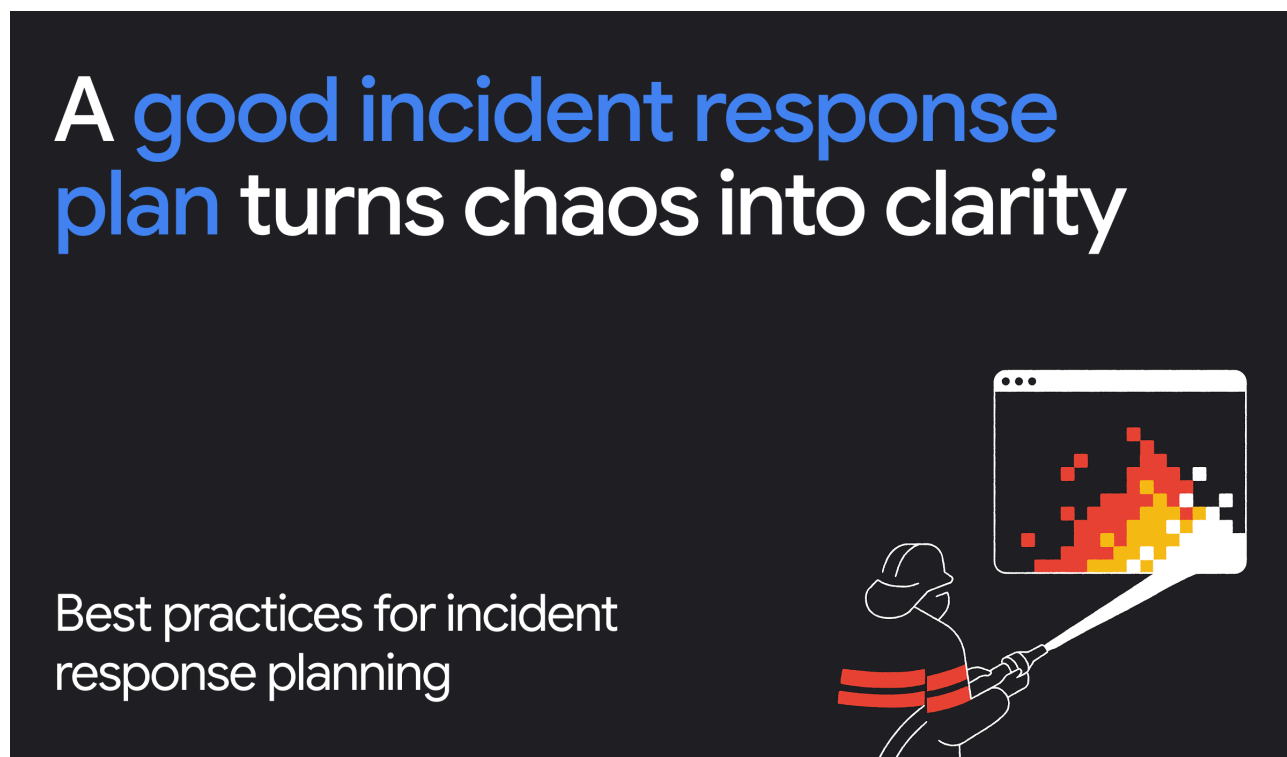 A good incident response
plan turns chaos into clarity
Best practices for incident
response planning